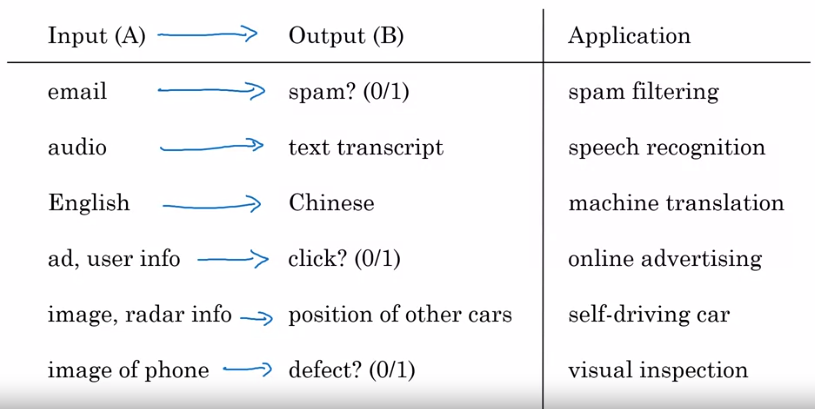 Input (A) Output (B) Application
email spam? (0/1) spam filtering
audio text transcript speech recognition
English Chinese machine translation
ad, user info click? (0/1) online advertising
image, radar info position of other cars self-driving car
image of phone defect? (0/1) visual inspection